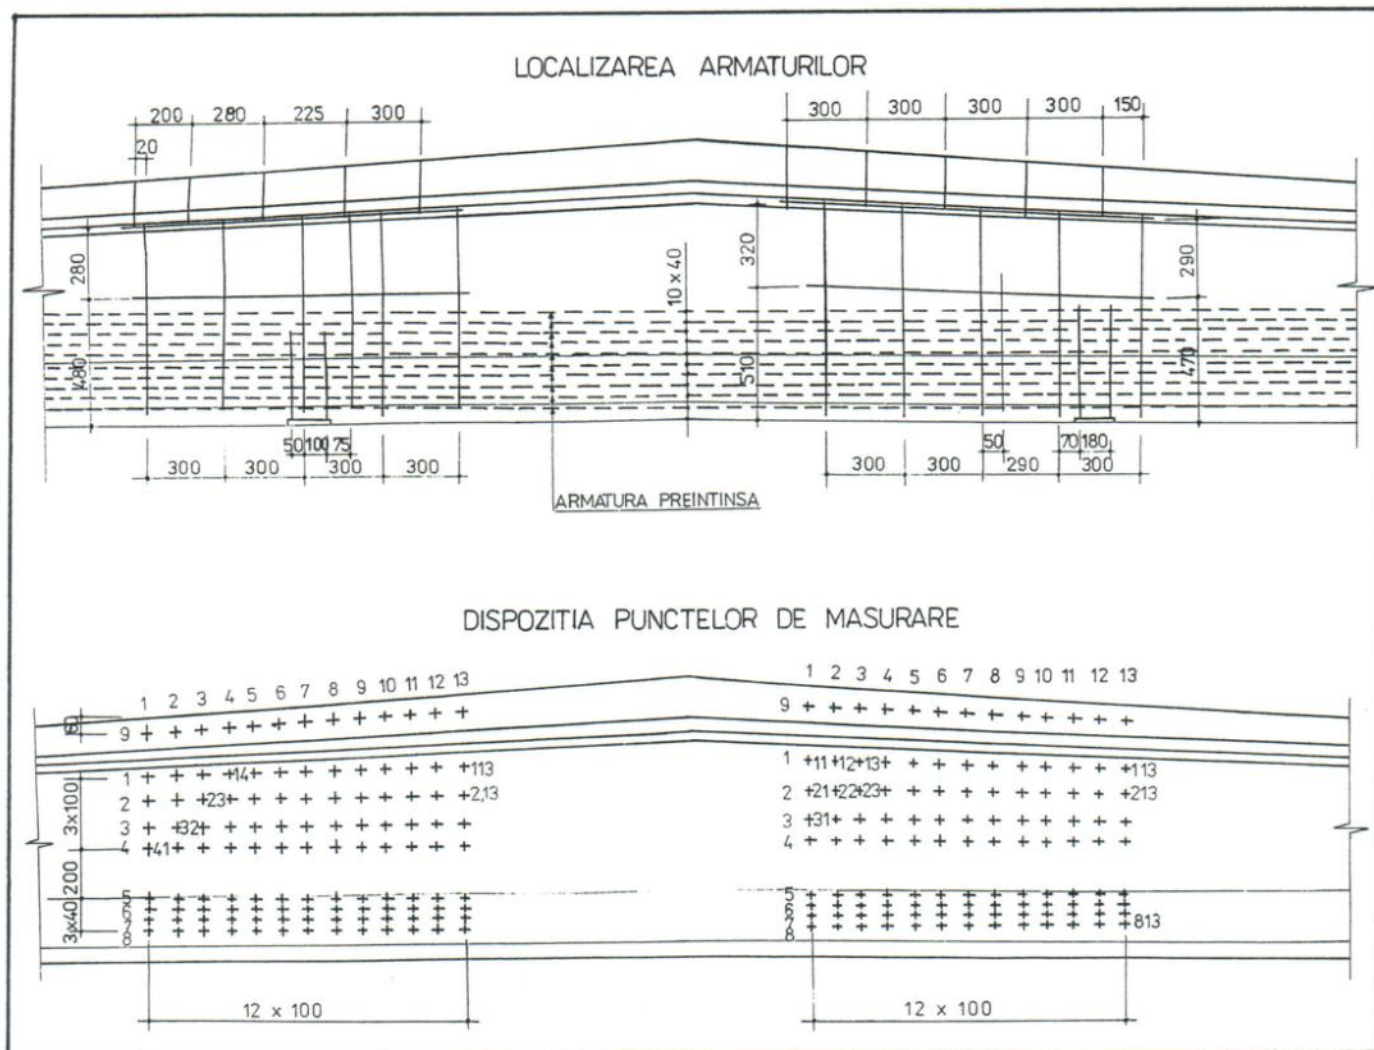 LOCALIZAREA ARMATURILOR
200 280 225 300
20
300 300 300 300 150
280
480
10 x 40
320
510
290
470
50 100 75
300 300 300 300
50 70 180
300 300 290 300
ARMATURA PREINTINSA
DISPOZITIA PUNCTELOR DE MASURARE
1 2 3 4 5 6 7 8 9 10 11 12 13
9
1 14 113
2 23 2,13
3 32
4 41
5
6
7
8
3x100
200
3x40
12 x 100
1 2 3 4 5 6 7 8 9 10 11 12 13
9
1 11 12 13 113
2 21 22 23 213
3 31
4
5
6
7 813
8
12 x 100